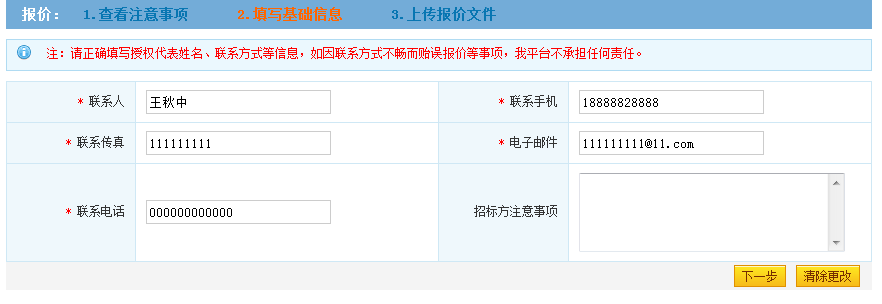 报价： 1.查看注意事项 2.填写基础信息 3.上传报价文件
注：请正确填写授权代表姓名、联系方式等信息，如因联系方式不畅而贻误报价等事项，我平台不承担任何责任。
* 联系人 王秋中 * 联系手机 18888828888
* 联系传真 111111111 * 电子邮件 111111111@11.com
* 联系电话 000000000000 招标方注意事项
下一步 清除更改